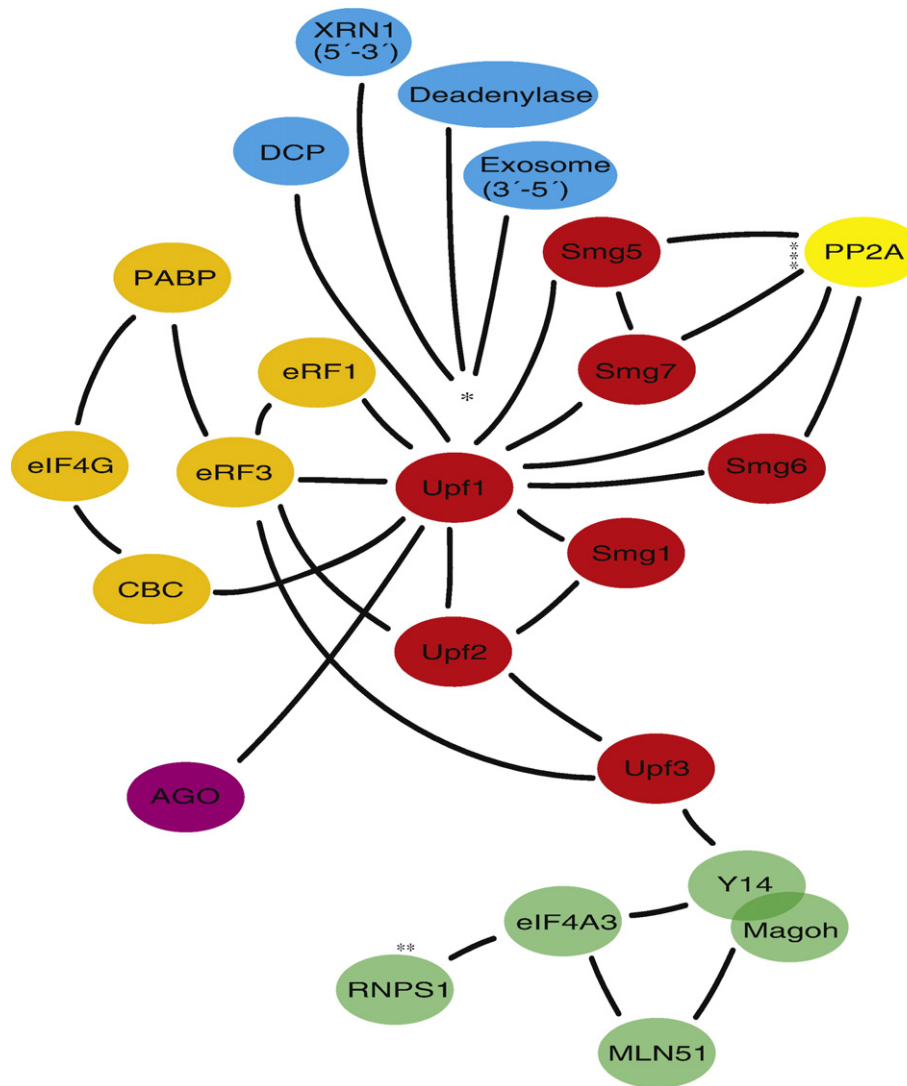 XRN1
(5´-3´)
Deadenylase
DCP
Exosome
(3´-5´)
Smg5
***
PP2A
PABP
eRF1
Smg7
*
eIF4G
eRF3
Upf1
Smg6
Smg1
CBC
Upf2
Upf3
AGO
Y14
eIF4A3
Magoh
**
RNPS1
MLN51